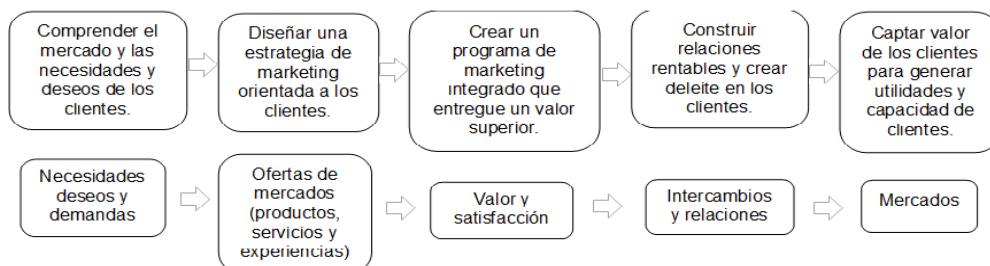 Comprender el
mercado y las
necesidades y
deseos de los
clientes.
Diseñar una
estrategia de
marketing
orientada a los
clientes.
Crear un
programa de
marketing
integrado que
entregue un valor
superior.
Construir
relaciones
rentables y crear
deleite en los
clientes.
Captar valor
de los clientes
para generar
utilidades y
capacidad de
clientes.
Necesidades
deseos y
demandas
Ofertas de
mercados
(productos,
servicios y
experiencias)
Valor y
satisfacción
Intercambios
y relaciones
Mercados